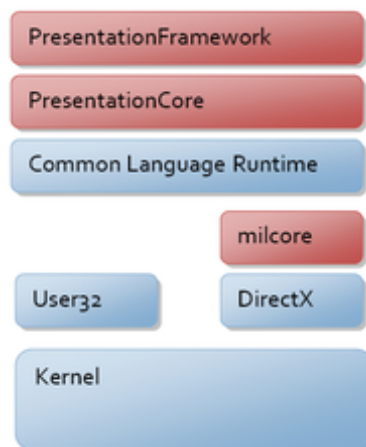 PresentationFramework
PresentationCore
Common Language Runtime
milcore
User32
DirectX
Kernel